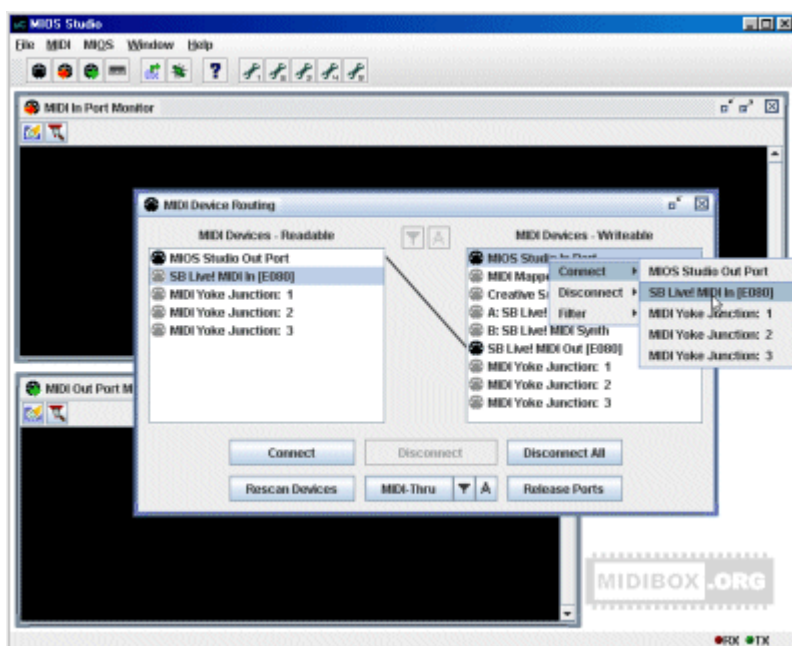 MIOS Studio
File MIDI MIOS Window Help
MIDI In Port Monitor
MIDI Device Routing
MIDI Devices - Readable
MIDI Devices - Writeable
MIOS Studio Out Port
SB Live! MIDI In [E080]
MIDI Yoke Junction: 1
MIDI Yoke Junction: 2
MIDI Yoke Junction: 3
MIOS Studio In Port
MIDI Mapp
Creative S
A: SB Live!
B: SB Live! MIDI Synth
SB Live! MIDI Out [E080]
MIDI Yoke Junction: 1
MIDI Yoke Junction: 2
MIDI Yoke Junction: 3
Connect
Disconnect
Filter
MIOS Studio Out Port
SB Live! MIDI In [E080]
MIDI Yoke Junction: 1
MIDI Yoke Junction: 2
MIDI Yoke Junction: 3
MIDI Out Port M
Connect Disconnect Disconnect All
Rescan Devices MIDI-Thru A Release Ports
MIDIBOX.ORG
RX TX